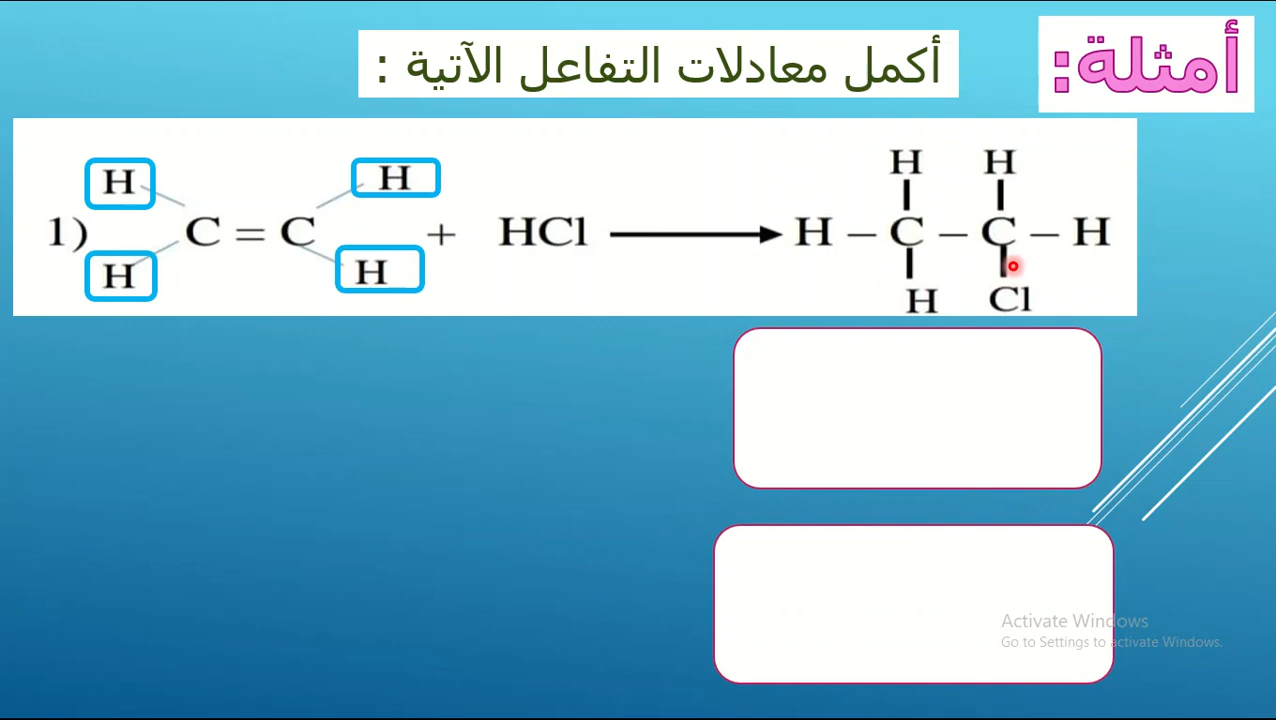 أمثلة:
أكمل معادلات التفاعل الآتية :
H H H H
1) C = C + HCl ⟶ H – C – C – H
H H H Cl
Activate Windows
Go to Settings to activate Windows.